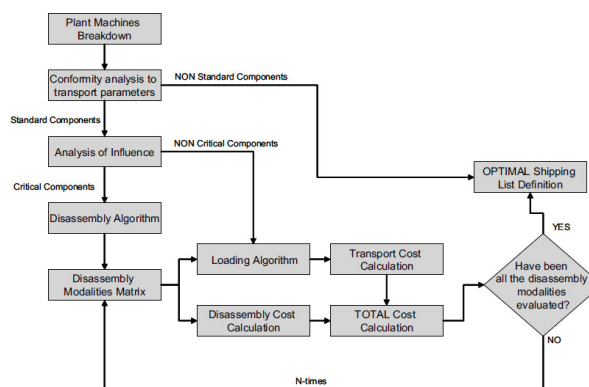 Plant Machines
Breakdown
NON Standard Components
Conformity analysis to
transport parameters
Standard Components
NON Critical Components
Analysis of Influence
OPTIMAL Shipping
List Definition
Critical Components
YES
Disassembly Algorithm
Loading Algorithm
Transport Cost
Calculation
Have been
all the disassembly
modalities
evaluated?
Disassembly
Modalities Matrix
Disassembly Cost
Calculation
TOTAL Cost
Calculation
NO
N-times